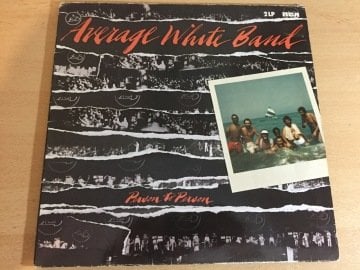 Average White Band
2 LP
Person to Person